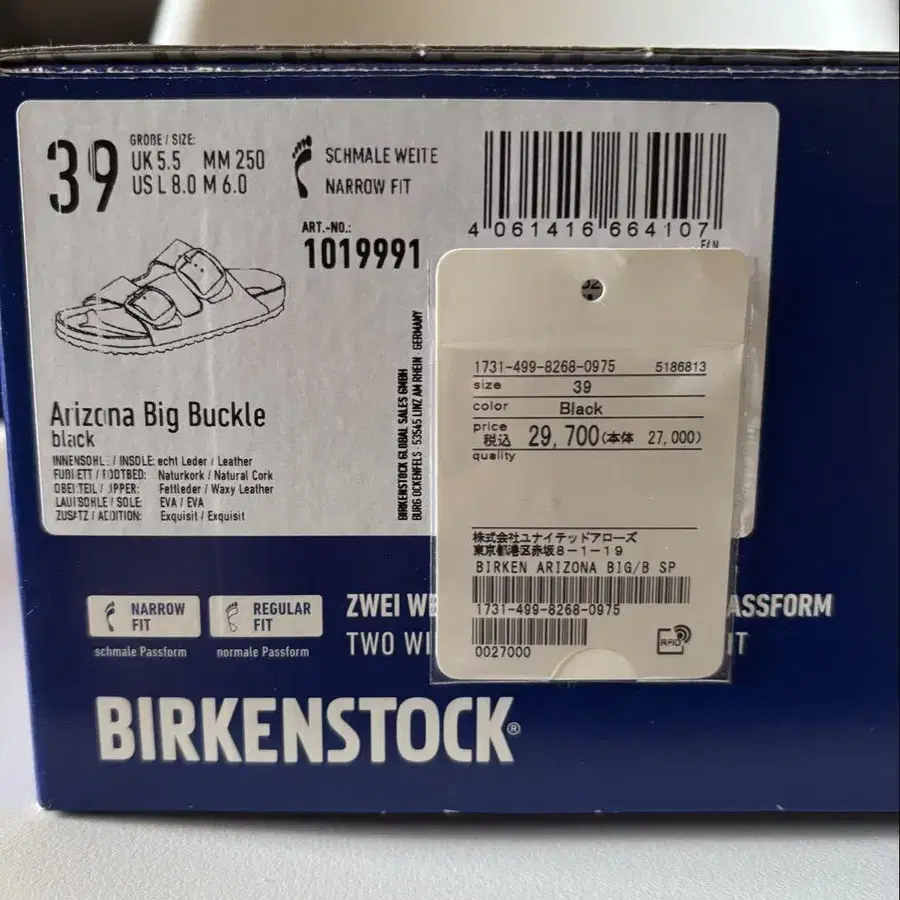 39
GRÖßE / SIZE:
UK 5.5 MM 250
US L 8.0 M 6.0
SCHMALE WEITE
NARROW FIT
4 061416 664107
EAN
ART.-NO.:
1019991
Arizona Big Buckle
black
INNENSOHLE / INSOLE: echt Leder / Leather
FUßBETT / FOOTBED: Naturkork / Natural Cork
OBERTEIL / UPPER: Fettleder / Waxy Leather
LAUFSOHLE / SOLE: EVA / EVA
ZUSATZ / ADDITION: Exquisit / Exquisit
BIRKENSTOCK GLOBAL SALES GMBH
BURG OCKENFELS · 53545 LINZ AM RHEIN · GERMANY
1731-499-8268-0975 5186813
size 39
color Black
price
税込 29,700(本体 27,000)
quality
株式会社ユナイテッドアローズ
東京都港区赤坂8-1-19
BIRKEN ARIZONA BIG/B SP
1731-499-8268-0975
0027000
RFID
NARROW FIT
schmale Passform
REGULAR FIT
normale Passform
ZWEI ASSFORM
TWO
BIRKENSTOCK®